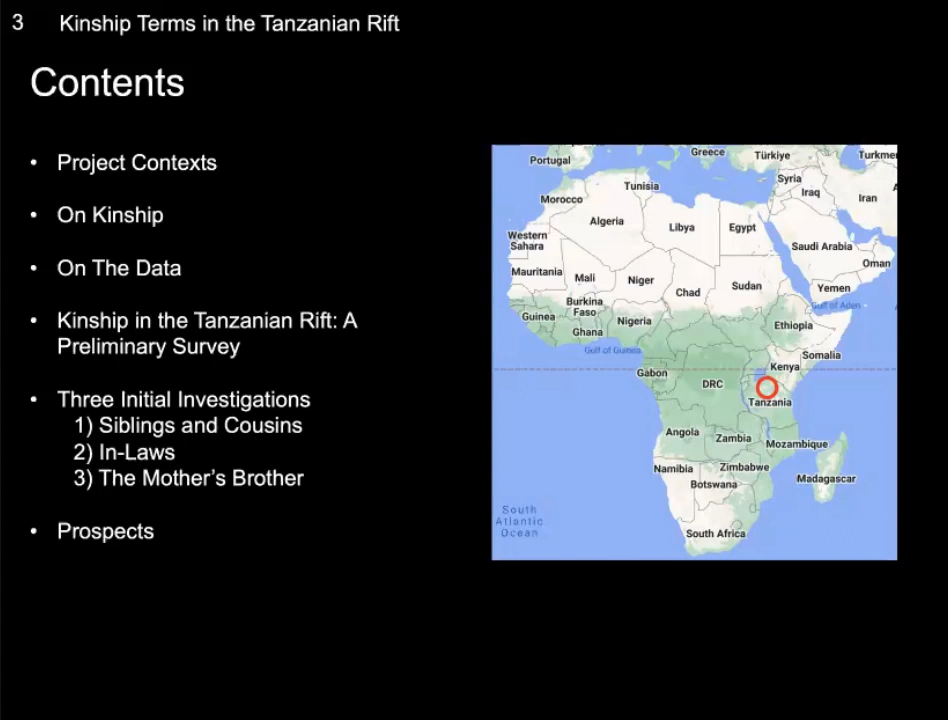 3 Kinship Terms in the Tanzanian Rift
Contents
• Project Contexts
• On Kinship
• On The Data
• Kinship in the Tanzanian Rift: A
Preliminary Survey
• Three Initial Investigations
1) Siblings and Cousins
2) In-Laws
3) The Mother's Brother
• Prospects
Portugal
Greece
Türkiye
Turkme
Syria
Iraq
Iran
Tunisia
Morocco
Algeria
Libya
Egypt
Western
Sahara
Saudi Arabia
Oman
Mauritania
Mali
Niger
Chad
Sudan
Yemen
Gulf of Aden
Burkina
Faso
Guinea
Ghana
Nigeria
Ethiopia
Gulf of Guinea
Somalia
Kenya
Gabon
DRC
Tanzania
Angola
Zambia
Mozambique
Namibia
Zimbabwe
Botswana
Madagascar
South
Atlantic
Ocean
South Africa